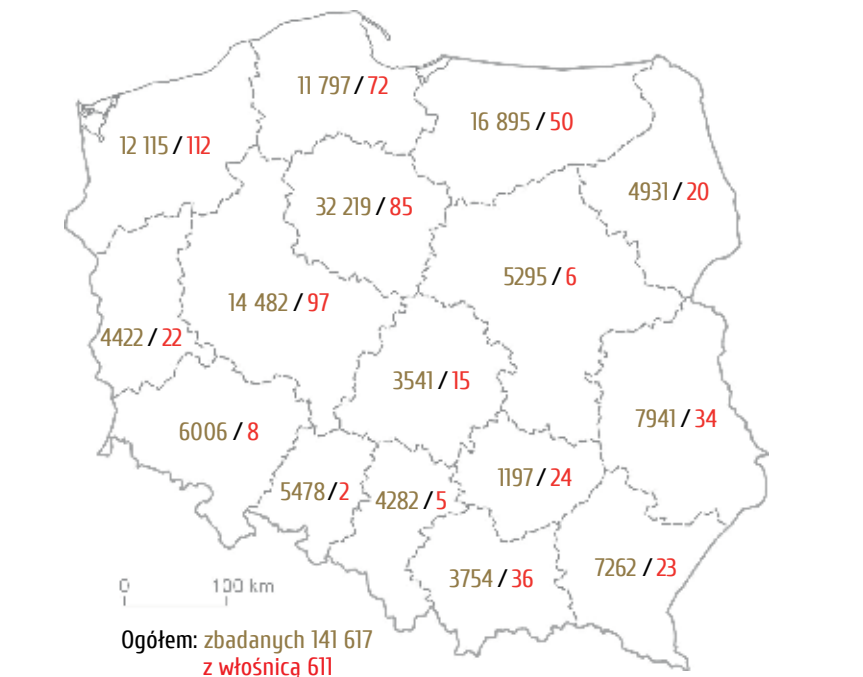 11 797 / 72
16 895 / 50
12 115 / 112
4931 / 20
32 219 / 85
5295 / 6
14 482 / 97
4422 / 22
3541 / 15
7941 / 34
6006 / 8
1197 / 24
5478 / 2
4282 / 5
7262 / 23
3754 / 36
0 100 km
Ogółem: zbadanych 141 617
z włośnicą 611